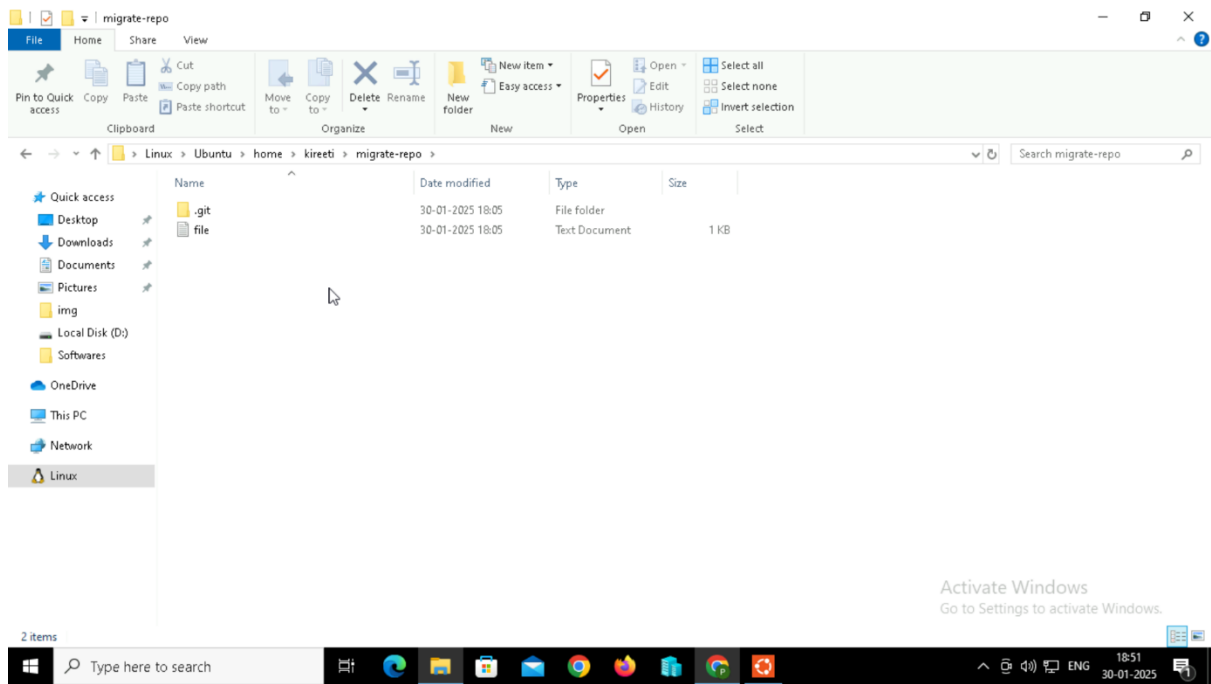 migrate-repo
File Home Share View
Pin to Quick access
Copy
Paste
Cut
Copy path
Paste shortcut
Clipboard
Move to
Copy to
Delete
Rename
Organize
New folder
New item
Easy access
New
Properties
Open
Edit
History
Open
Select all
Select none
Invert selection
Select
Linux > Ubuntu > home > kireeti > migrate-repo >
Search migrate-repo
Name Date modified Type Size
.git 30-01-2025 18:05 File folder
file 30-01-2025 18:05 Text Document 1 KB
Quick access
Desktop
Downloads
Documents
Pictures
img
Local Disk (D:)
Softwares
OneDrive
This PC
Network
Linux
Activate Windows
Go to Settings to activate Windows.
2 items
Type here to search
ENG
18:51
30-01-2025
1